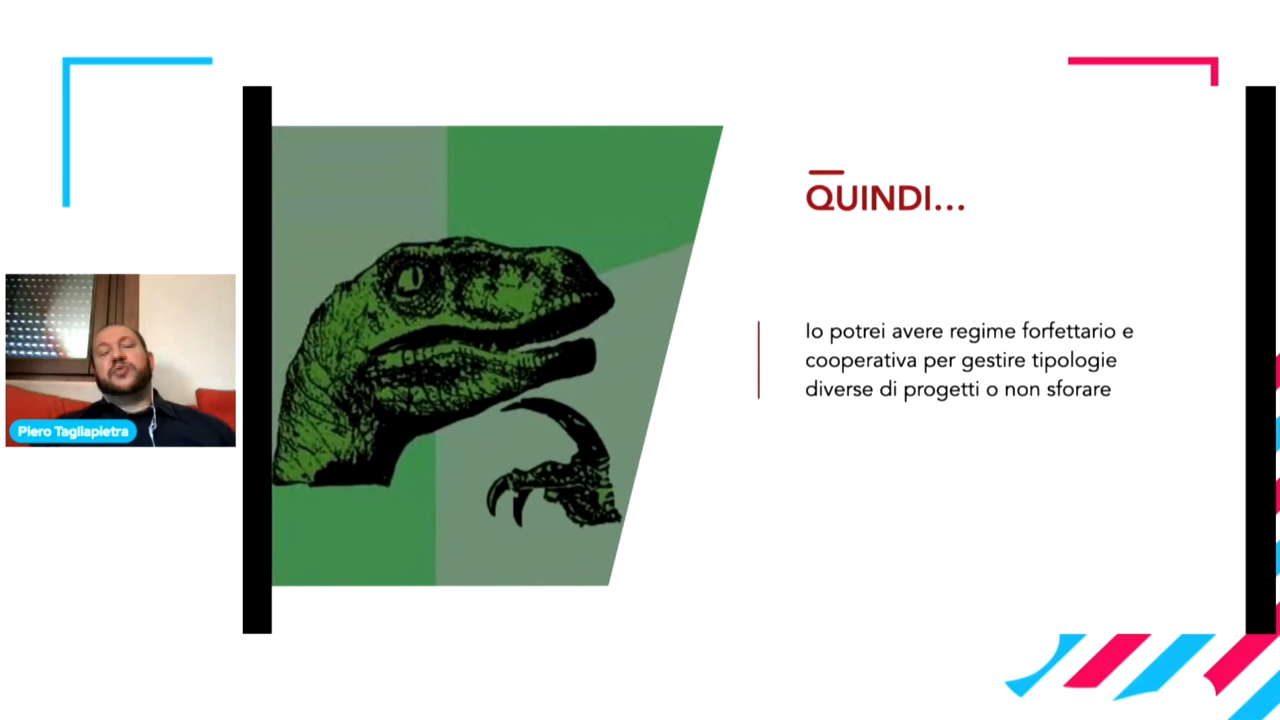 QUINDI...
Io potrei avere regime forfettario e
cooperativa per gestire tipologie
diverse di progetti o non sforare
Piero Tagliapietra